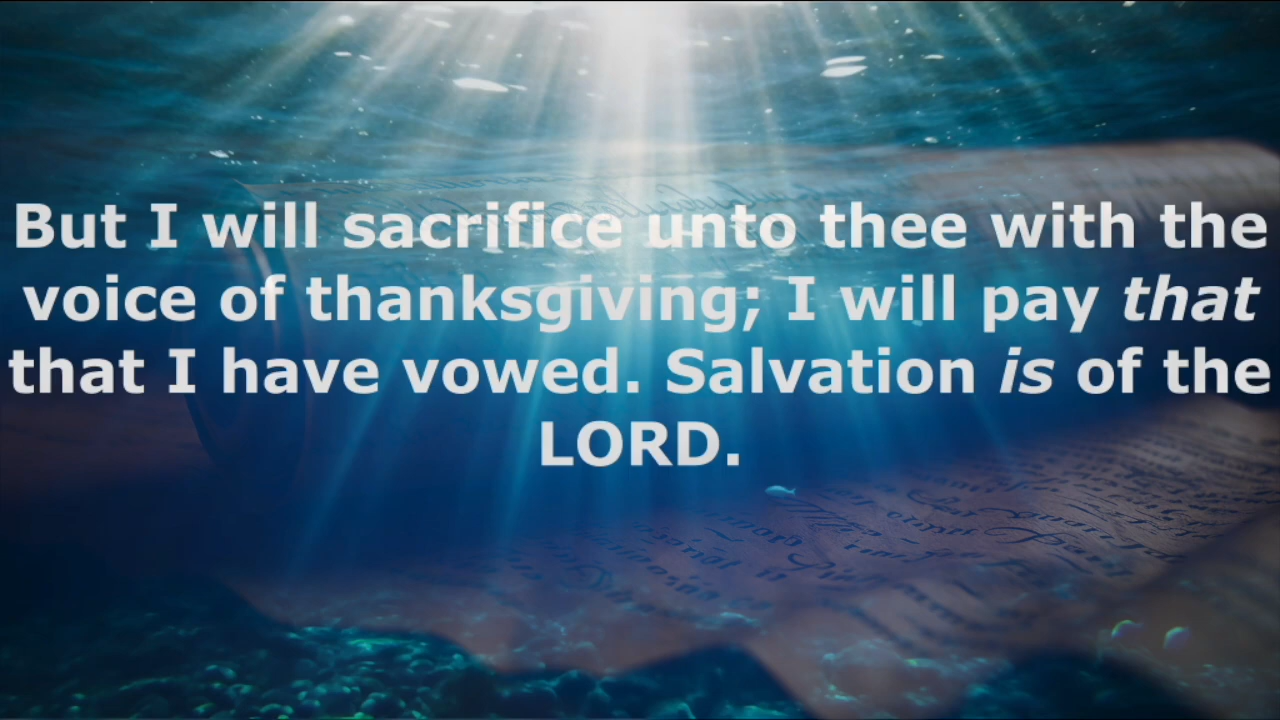 But I will sacrifice unto thee with the
voice of thanksgiving; I will pay that
that I have vowed. Salvation is of the
LORD.